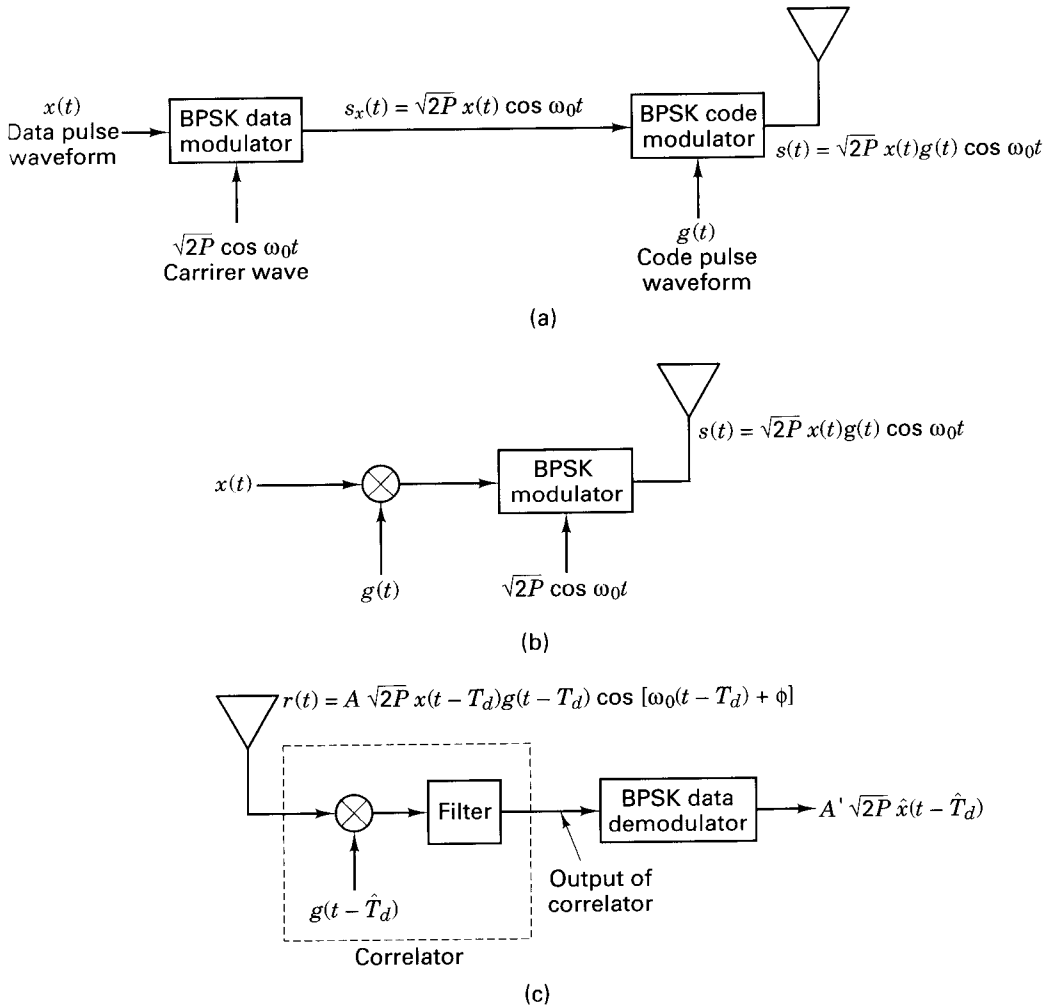 x(t)
Data pulse
waveform
BPSK data
modulator
s_x(t) = √2P x(t) cos ω₀t
BPSK code
modulator
s(t) = √2P x(t)g(t) cos ω₀t
√2P cos ω₀t
Carrirer wave
g(t)
Code pulse
waveform
(a)
s(t) = √2P x(t)g(t) cos ω₀t
x(t)
BPSK
modulator
g(t)
√2P cos ω₀t
(b)
r(t) = A √2P x(t − T_d)g(t − T_d) cos [ω₀(t − T_d) + ϕ]
Filter
BPSK data
demodulator
A' √2P x̂(t − T̂_d)
g(t − T̂_d)
Output of
correlator
Correlator
(c)